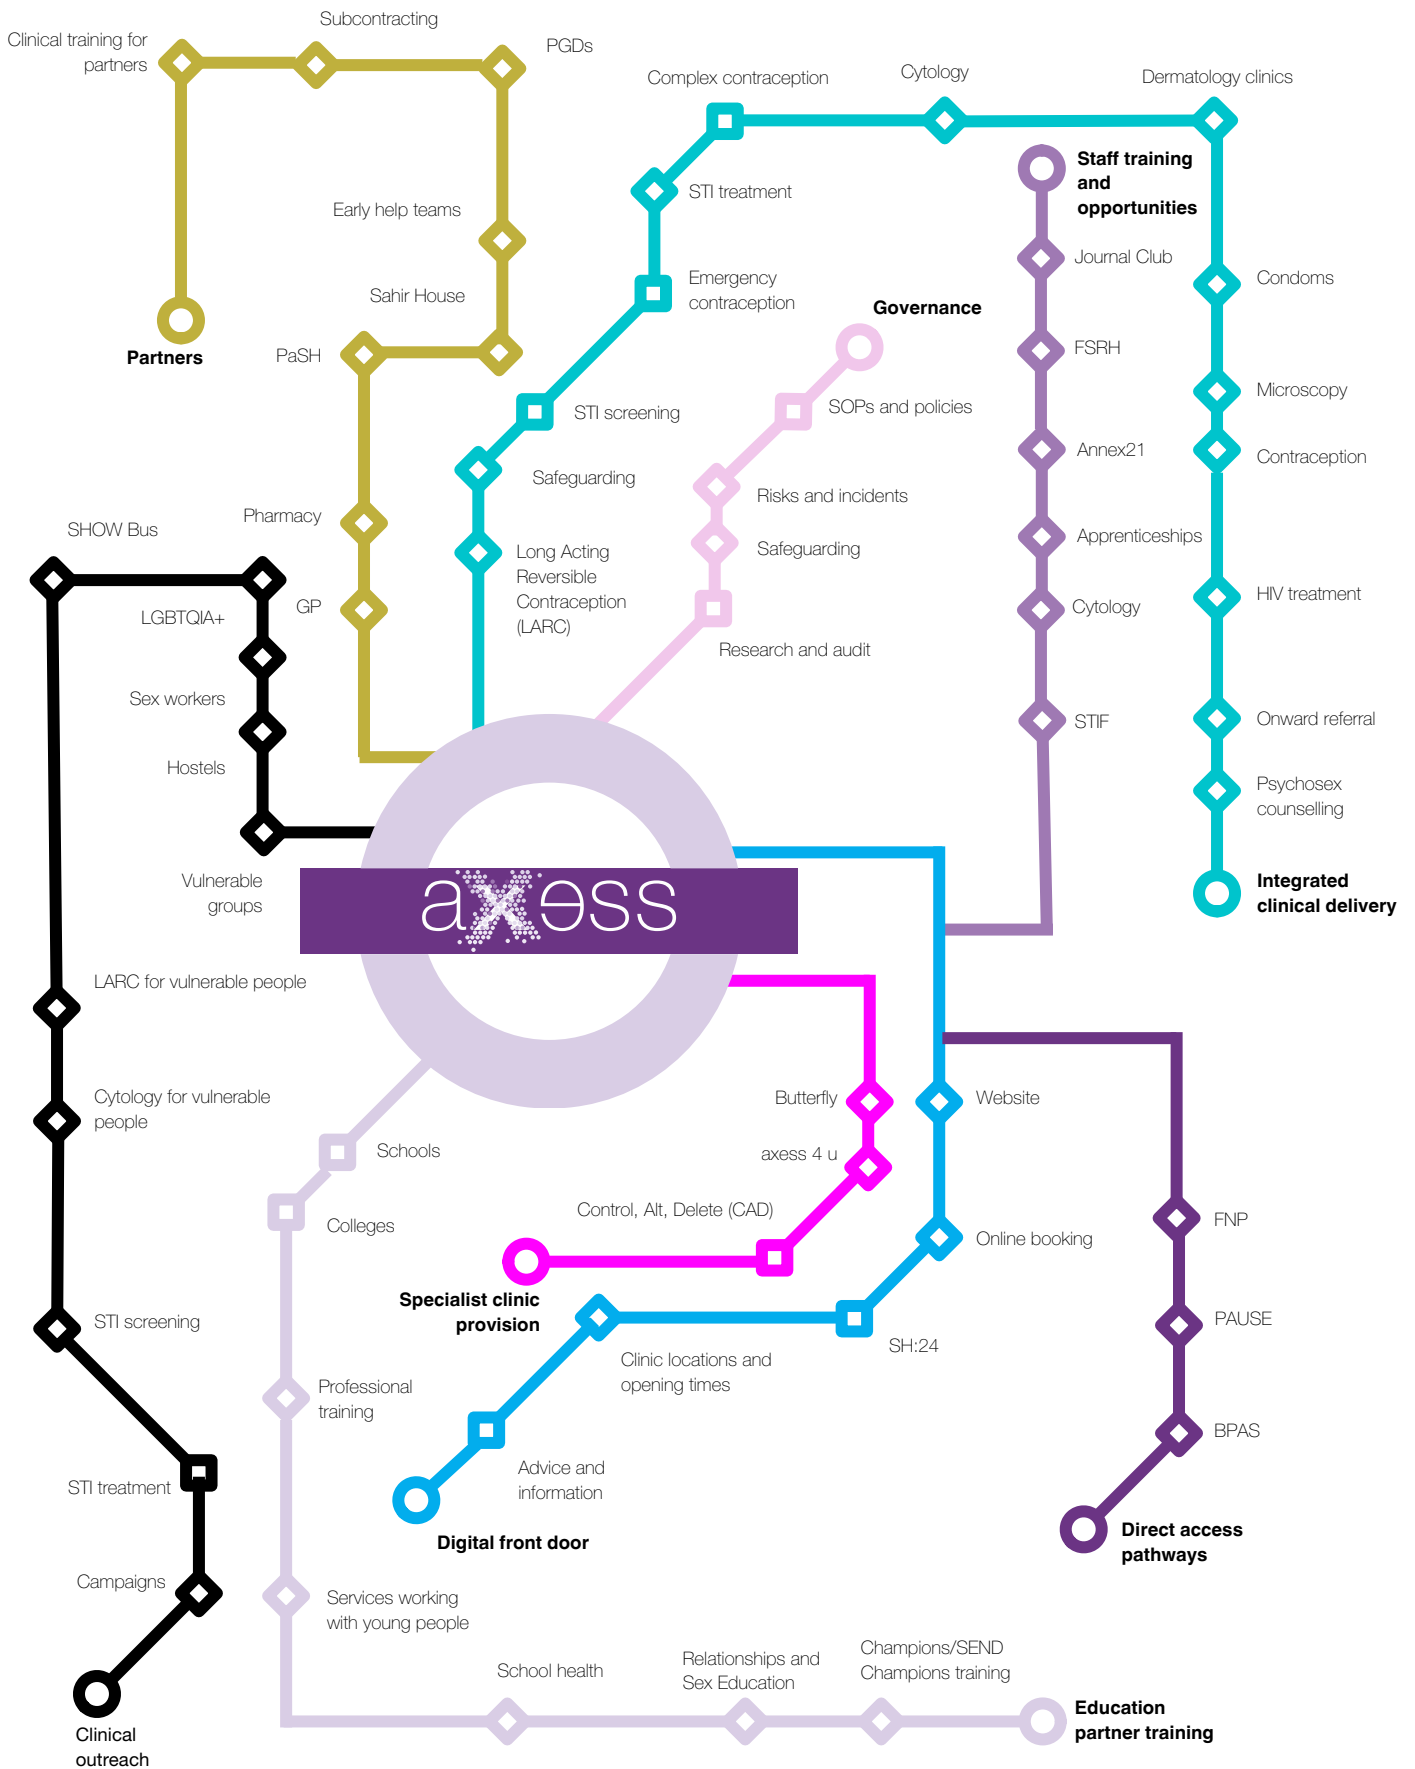 Subcontracting
Clinical training for
partners
PGDs
Complex contraception
Cytology
Dermatology clinics
Staff training
and
opportunities
STI treatment
Early help teams
Journal Club
Emergency
contraception
Condoms
Sahir House
Governance
Partners
PaSH
FSRH
Microscopy
STI screening
SOPs and policies
Annex21
Contraception
Safeguarding
Risks and incidents
Pharmacy
SHOW Bus
Apprenticeships
Long Acting
Reversible
Contraception
(LARC)
Safeguarding
HIV treatment
GP
LGBTQIA+
Cytology
Research and audit
Sex workers
STIF
Onward referral
Hostels
Psychosex
counselling
Vulnerable
groups
axess
Integrated
clinical delivery
LARC for vulnerable people
Cytology for vulnerable
people
Butterfly
Website
Schools
axess 4 u
Control, Alt, Delete (CAD)
Colleges
Online booking
FNP
Specialist clinic
provision
STI screening
PAUSE
SH:24
Clinic locations and
opening times
Professional
training
BPAS
Advice and
information
STI treatment
Digital front door
Direct access
pathways
Campaigns
Services working
with young people
School health
Relationships and
Sex Education
Champions/SEND
Champions training
Education
partner training
Clinical
outreach